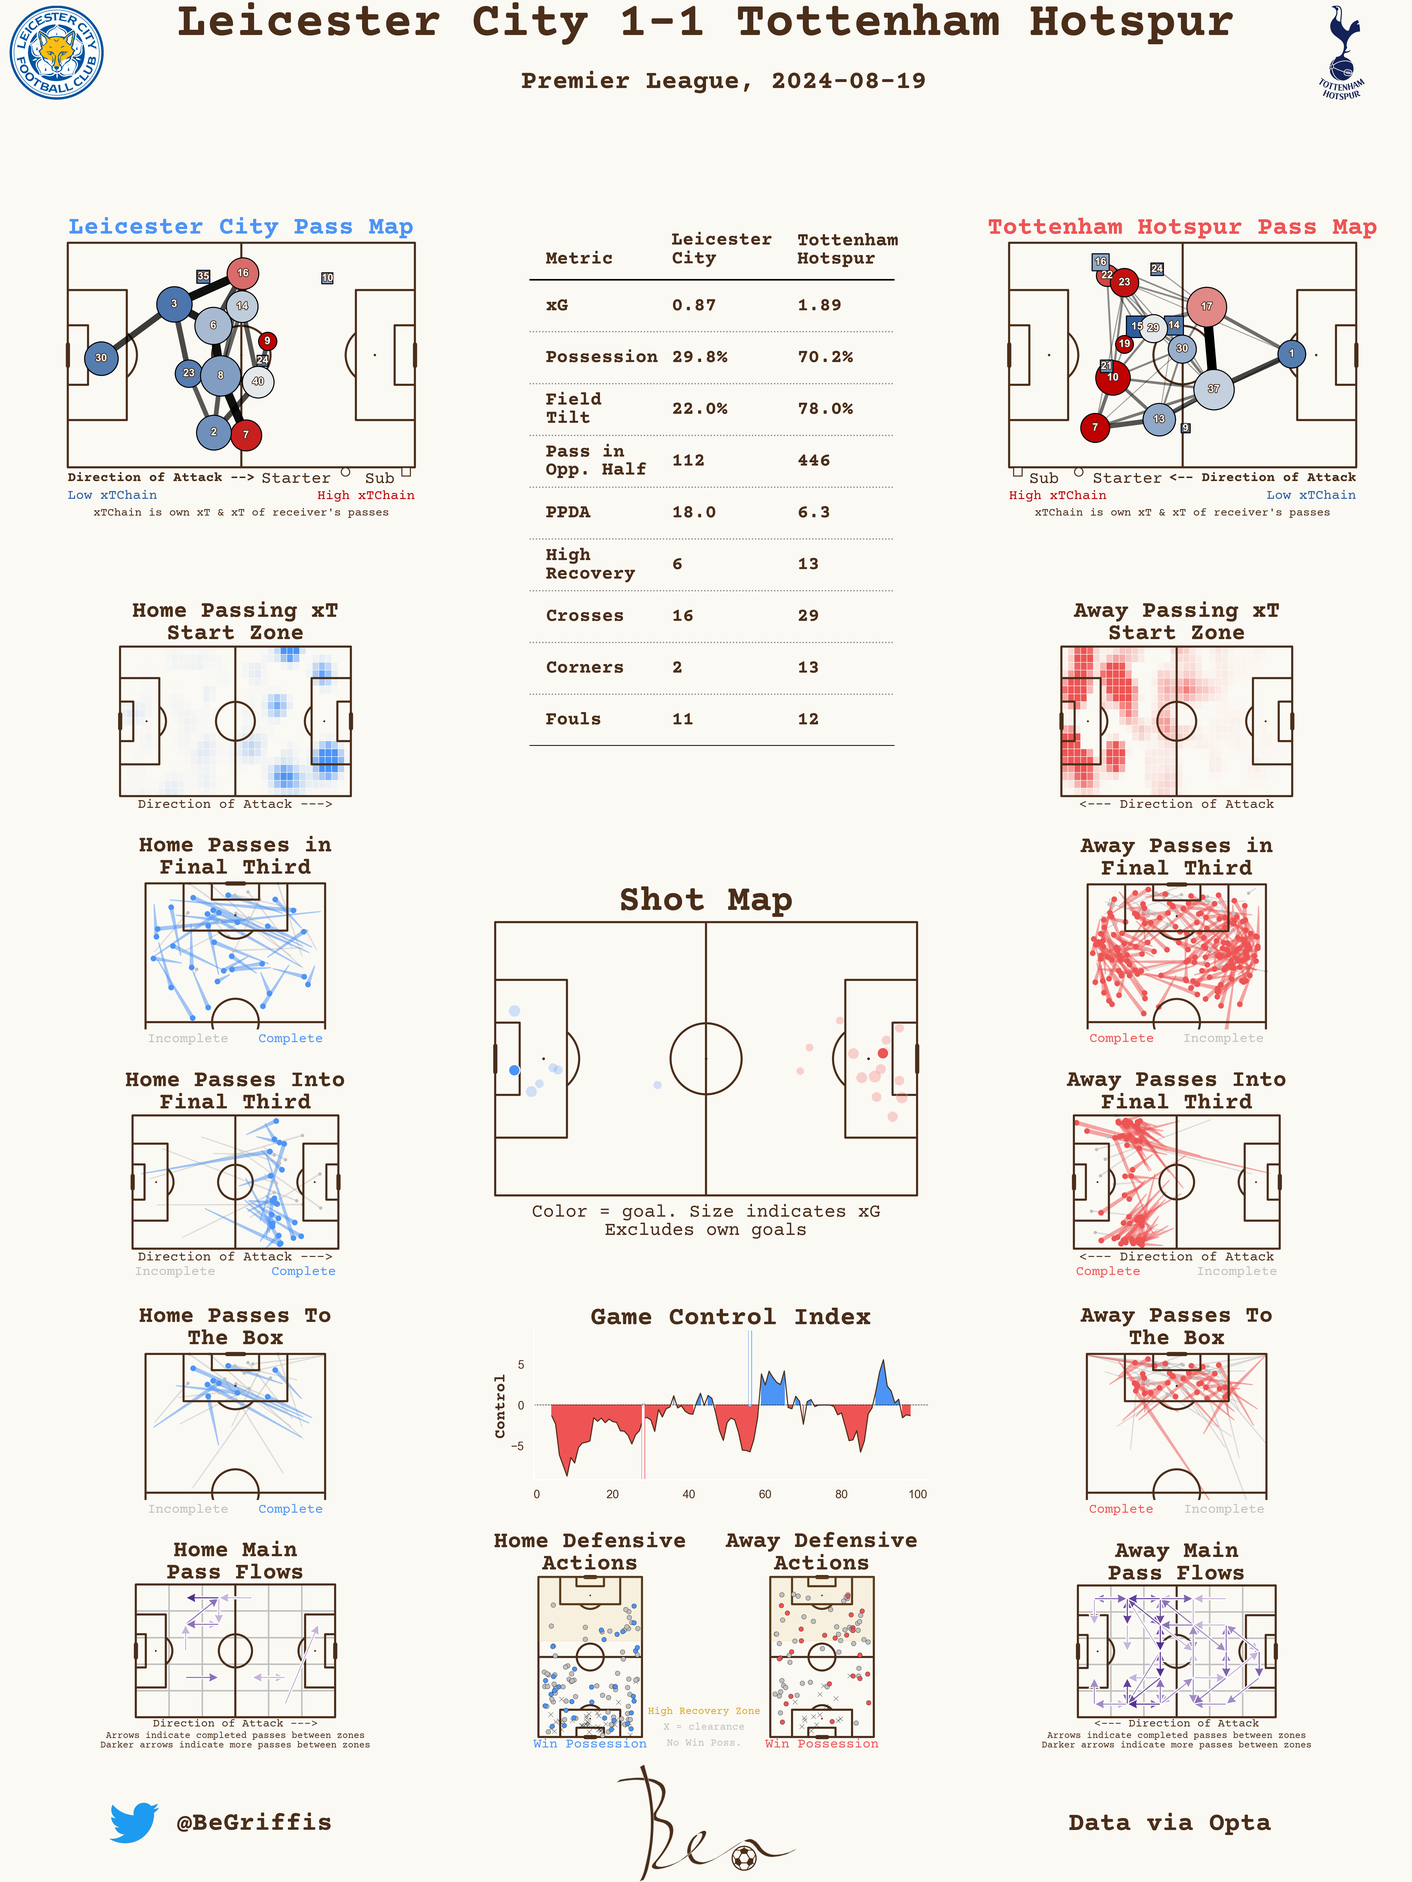 Leicester City 1-1 Tottenham Hotspur
LEICESTER CITY
FOOTBALL CLUB
TOTTENHAM
HOTSPUR
Premier League, 2024-08-19
Leicester City Pass Map
35
16
10
3
14
6
9
30
24
23
8
40
2
7
Direction of Attack --> Starter Sub
Low xTChain High xTChain
xTChain is own xT & xT of receiver's passes
Metric Leicester City Tottenham Hotspur
xG 0.87 1.89
Possession 29.8% 70.2%
Field Tilt 22.0% 78.0%
Pass in Opp. Half 112 446
PPDA 18.0 6.3
High Recovery 6 13
Crosses 16 29
Corners 2 13
Fouls 11 12
Tottenham Hotspur Pass Map
16
24
22
23
17
15
29
14
19
30
1
21
10
37
13
7
9
Sub Starter <-- Direction of Attack
High xTChain Low xTChain
xTChain is own xT & xT of receiver's passes
Home Passing xT
Start Zone
Direction of Attack --->
Away Passing xT
Start Zone
<--- Direction of Attack
Home Passes in
Final Third
Incomplete Complete
Away Passes in
Final Third
Complete Incomplete
Shot Map
Color = goal. Size indicates xG
Excludes own goals
Home Passes Into
Final Third
Direction of Attack --->
Incomplete Complete
Away Passes Into
Final Third
<--- Direction of Attack
Complete Incomplete
Home Passes To
The Box
Incomplete Complete
Game Control Index
Control
5
0
−5
0 20 40 60 80 100
Away Passes To
The Box
Complete Incomplete
Home Main
Pass Flows
Direction of Attack --->
Arrows indicate completed passes between zones
Darker arrows indicate more passes between zones
Home Defensive
Actions
Win Possession
High Recovery Zone
X = clearance
No Win Poss.
Away Defensive
Actions
Win Possession
Away Main
Pass Flows
<--- Direction of Attack
Arrows indicate completed passes between zones
Darker arrows indicate more passes between zones
@BeGriffis
Ben
Data via Opta